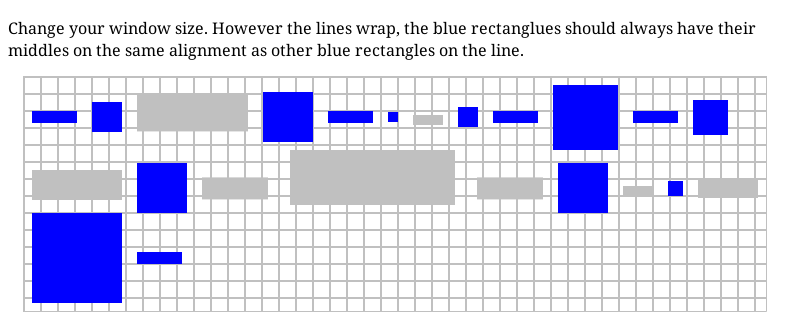 Change your window size. However the lines wrap, the blue rectanglues should always have their
middles on the same alignment as other blue rectangles on the line.